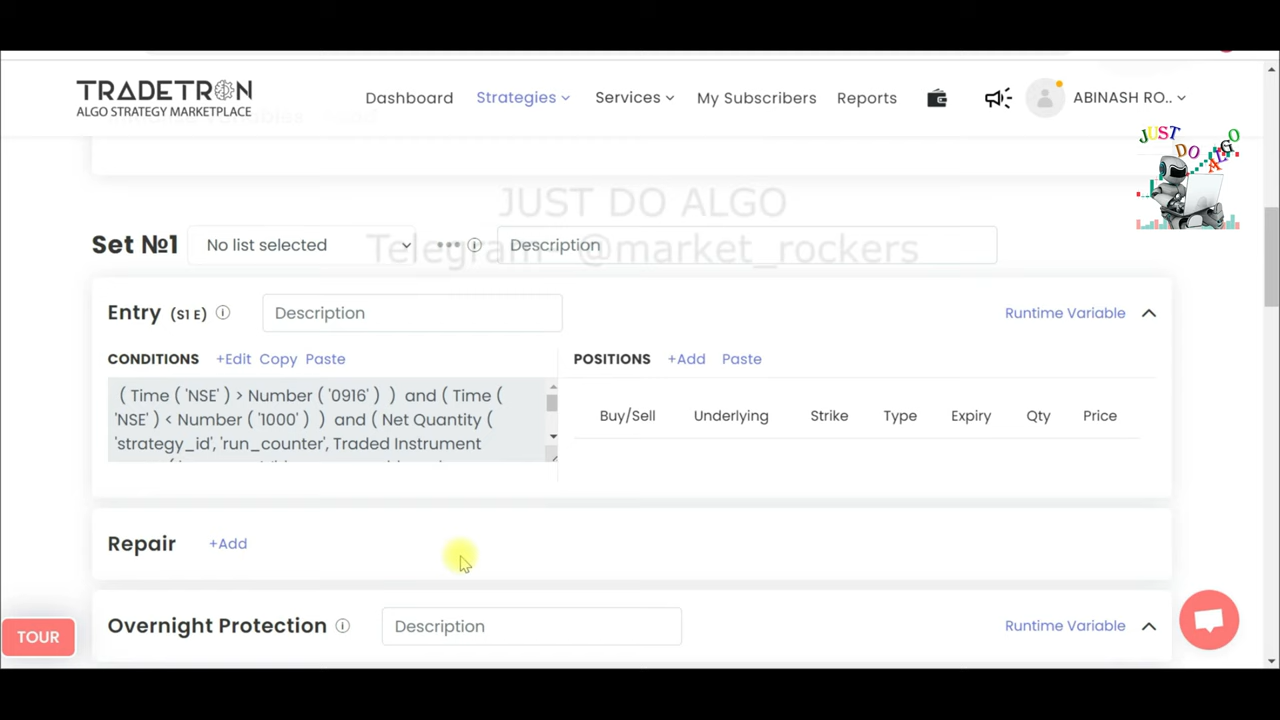 TRADETRON
ALGO STRATEGY MARKETPLACE
Dashboard
Strategies
Services
My Subscribers
Reports
ABINASH RO..
JUST
DO
ALGO
JUST DO ALGO
Telegram @market_rockers
Set №1
No list selected
Description
Entry (S1 E)
Description
Runtime Variable
CONDITIONS +Edit Copy Paste
POSITIONS +Add Paste
( Time ( 'NSE' ) > Number ( '0916' ) ) and ( Time (
'NSE' ) < Number ( '1000' ) ) and ( Net Quantity (
'strategy_id', 'run_counter', Traded Instrument
Buy/Sell Underlying Strike Type Expiry Qty Price
Repair +Add
Overnight Protection
Description
Runtime Variable
TOUR